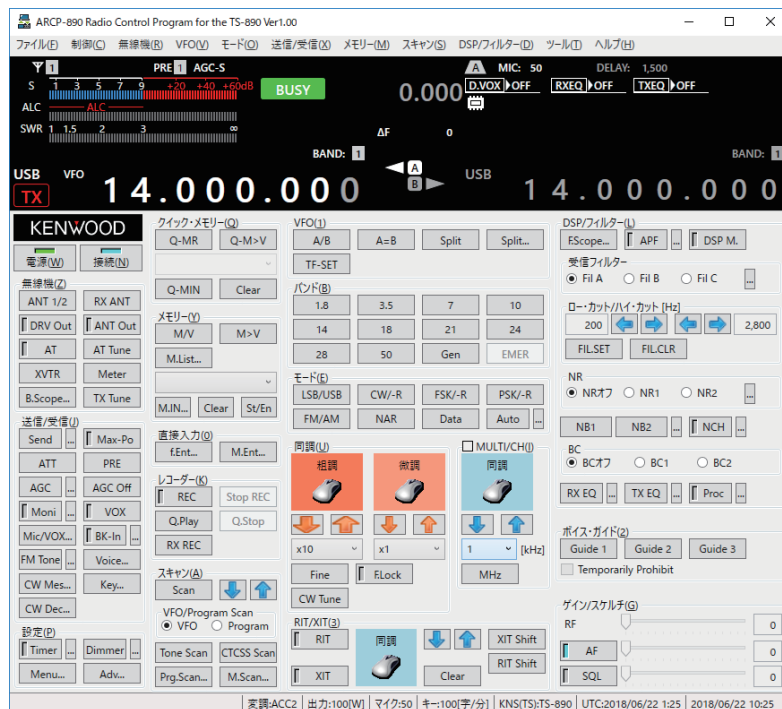 ARCP-890 Radio Control Program for the TS-890 Ver1.00
ファイル(F) 制御(C) 無線機(R) VFO(V) モード(O) 送信/受信(X) メモリー(M) スキャン(S) DSP/フィルター(D) ツール(T) ヘルプ(H)
1 PRE 1 AGC-S A MIC: 50 DELAY: 1,500
S 1 3 5 7 9 +20 +40 +60dB BUSY 0.000 D.VOX OFF RXEQ OFF TXEQ OFF
ALC ALC
SWR 1 1.5 2 3 ∞ ΔF 0
BAND: 1 BAND: 1
USB VFO 14.000.000 A B USB 14.000.000
TX
KENWOOD
電源(W) 接続(N)
無線機(Z)
ANT 1/2 RX ANT
DRV Out ANT Out
AT AT Tune
XVTR Meter
B.Scope... TX Tune
送信/受信(J)
Send ... Max-Po
ATT PRE
AGC ... AGC Off
Moni ... VOX
Mic/VOX... BK-In ...
FM Tone ... Voice...
CW Mes... Key...
CW Dec...
設定(P)
Timer ... Dimmer ...
Menu... Adv...
クイック・メモリー(Q)
Q-MR Q-M>V
Q-MIN Clear
メモリー(Y)
M/V M>V
M.List...
M.IN... Clear St/En
直接入力(0)
f.Ent... M.Ent...
レコーダー(K)
REC Stop REC
Q.Play Q.Stop
RX REC
スキャン(A)
Scan
VFO/Program Scan
VFO Program
Tone Scan CTCSS Scan
Prg.Scan... M.Scan...
VFO(1)
A/B A=B Split Split...
TF-SET
バンド(B)
1.8 3.5 7 10
14 18 21 24
28 50 Gen EMER
モード(E)
LSB/USB CW/-R FSK/-R PSK/-R
FM/AM NAR Data Auto ...
同調(U) MULTI/CH(I)
粗調 微調 同調
x10 x1 1 [kHz]
Fine F.Lock MHz
CW Tune
RIT/XIT(3)
RIT 同調 XIT Shift
RIT Shift
XIT Clear
DSP/フィルター(L)
F.Scope... APF ... DSP M.
受信フィルター
Fil A Fil B Fil C ...
ロー・カット/ハイ・カット [Hz]
200 2,800
FIL.SET FIL.CLR
NR
NRオフ NR1 NR2 ...
NB1 NB2 ... NCH ...
BC
BCオフ BC1 BC2
RX EQ ... TX EQ ... Proc ...
ボイス・ガイド(2)
Guide 1 Guide 2 Guide 3
Temporarily Prohibit
ゲイン/スケルチ(G)
RF 0
AF 0
SQL 0
変調:ACC2 出力:100[W] マイク:50 キー:100[字/分] KNS(TS):TS-890 UTC:2018/06/22 1:25 2018/06/22 10:25